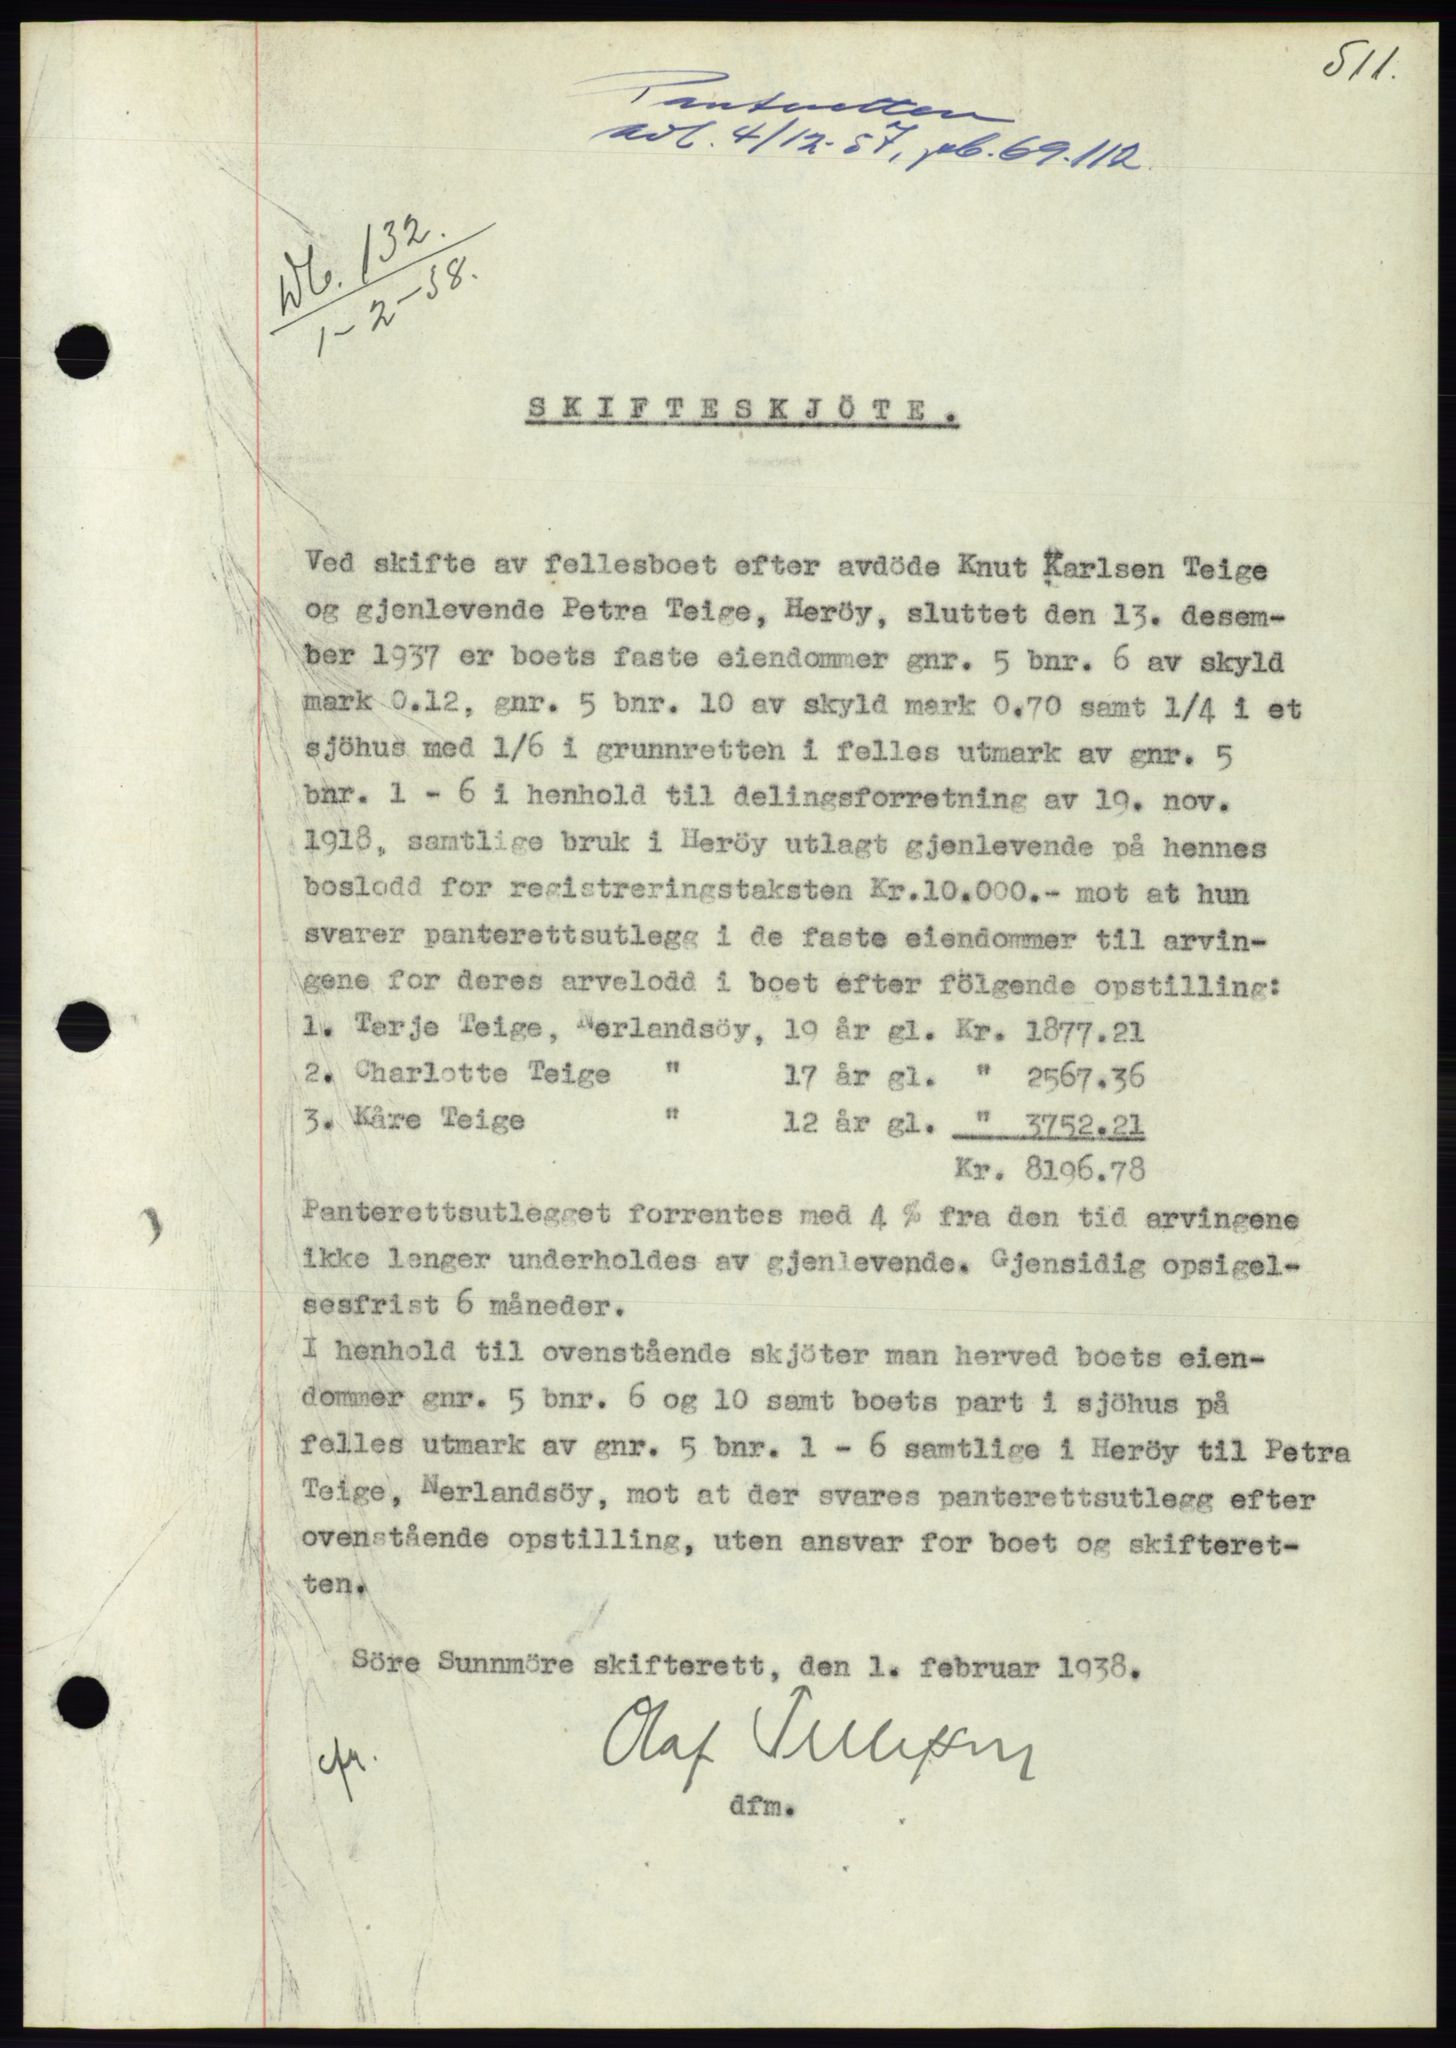 511.
Panteretten
avl. 4/12-57, pb. 69.112.
Db. 132.
1-2-38.
SKIFTESKJÖTE.
Ved skifte av fellesboet efter avdöde Knut Karlsen Teige
og gjenlevende Petra Teige, Heröy, sluttet den 13. desem-
ber 1937 er boets faste eiendommer gnr. 5 bnr. 6 av skyld
mark 0.12, gnr. 5 bnr. 10 av skyld mark 0.70 samt 1/4 i et
sjöhus med 1/6 i grunnretten i felles utmark av gnr. 5
bnr. 1 - 6 i henhold til delingsforretning av 19. nov.
1918, samtlige bruk i Heröy utlagt gjenlevende på hennes
boslodd for registreringstaksten Kr.10.000.- mot at hun
svarer panterettsutlegg i de faste eiendommer til arvin-
gene for deres arvelodd i boet efter fölgende opstilling:
1. Terje Teige, Nerlandsöy, 19 år gl. Kr. 1877.21
2. Charlotte Teige " 17 år gl. " 2567.36
3. Kåre Teige " 12 år gl. " 3752.21
Kr. 8196.78
Panterettsutlegget forrentes med 4 % fra den tid arvingene
ikke lenger underholdes av gjenlevende. Gjensidig opsigel-
sesfrist 6 måneder.
I henhold til ovenstående skjöter man herved boets eien-
dommer gnr. 5 bnr. 6 og 10 samt boets part i sjöhus på
felles utmark av gnr. 5 bnr. 1 - 6 samtlige i Heröy til Petra
Teige, Nerlandsöy, mot at der svares panterettsutlegg efter
ovenstående opstilling, uten ansvar for boet og skifteret-
ten.
Söre Sunnmöre skifterett, den 1. februar 1938.
Olaf
cfr.
dfm.